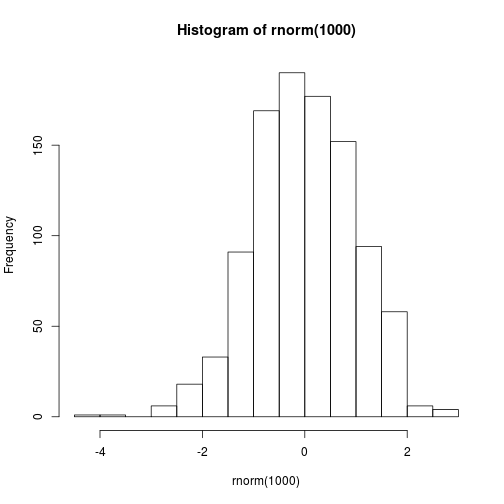 Histogram of rnorm(1000)
Frequency
150
100
50
0
-4 -2 0 2
rnorm(1000)